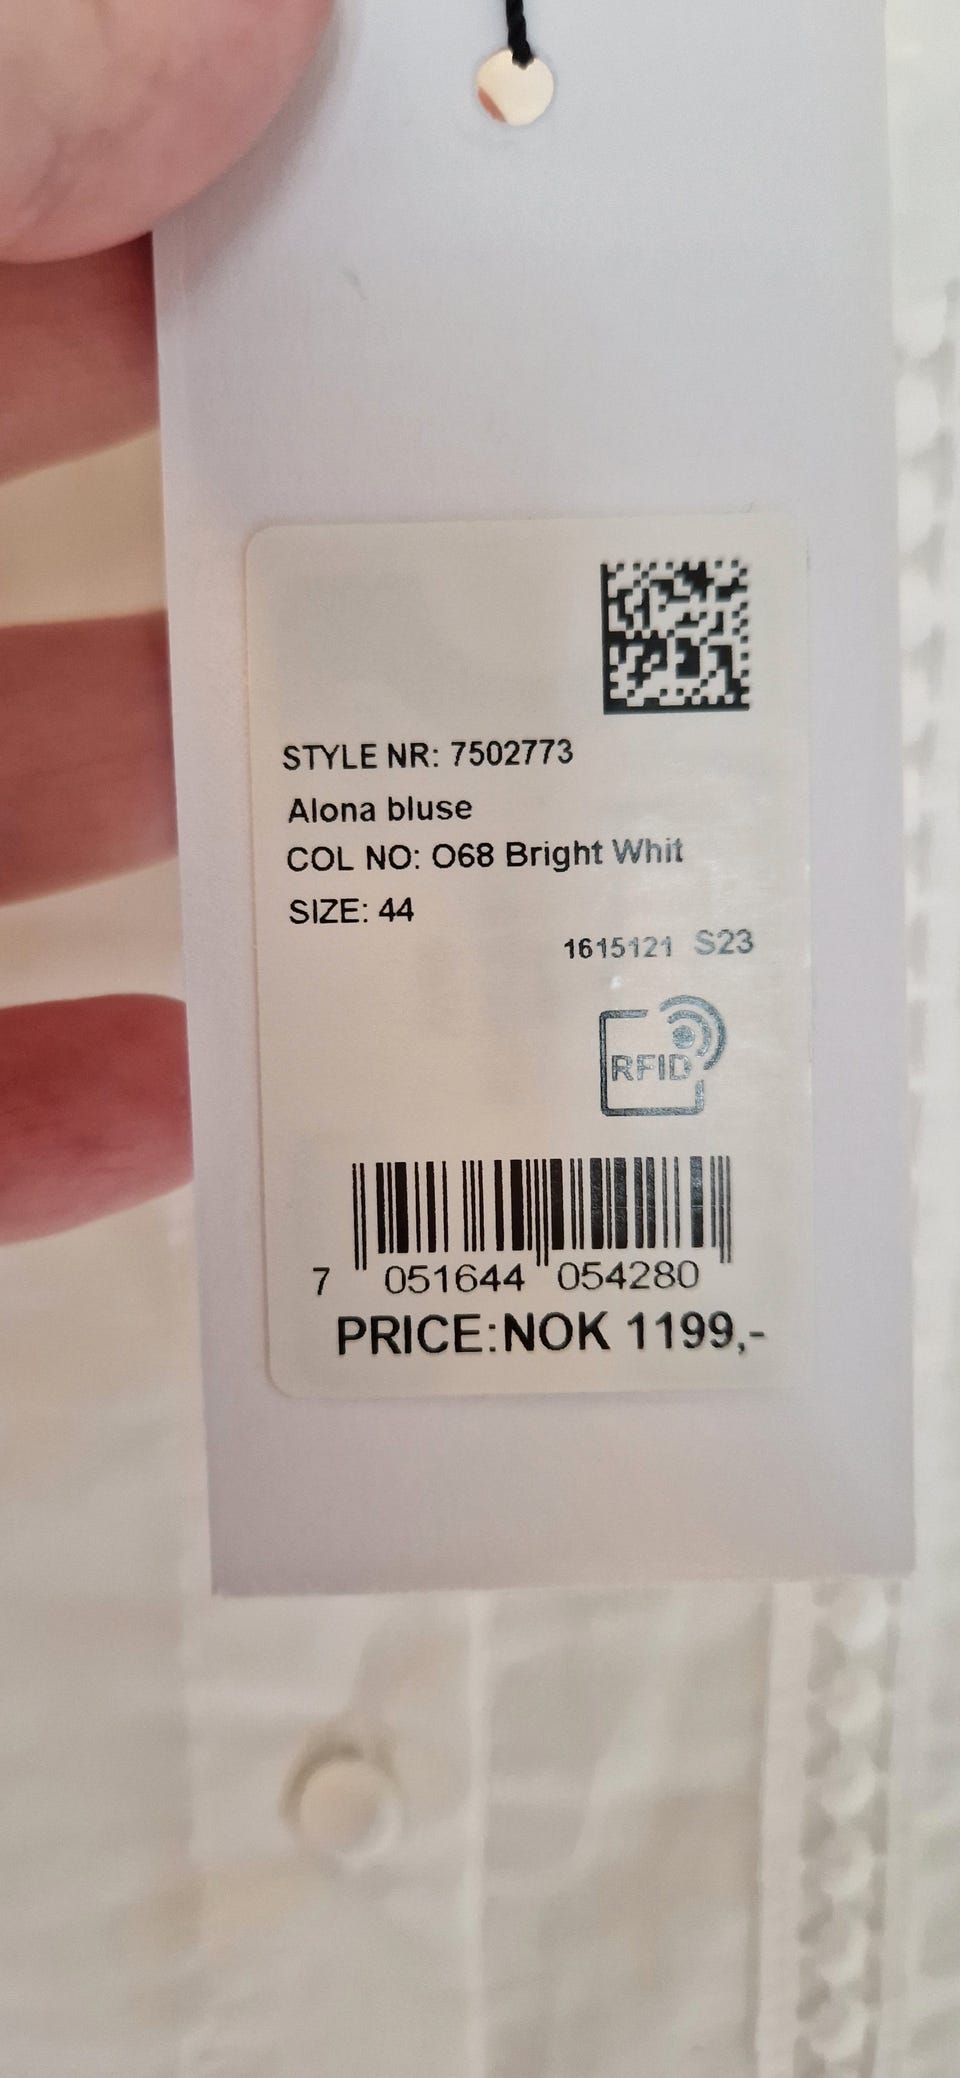 STYLE NR: 7502773
Alona bluse
COL NO: O68 Bright Whit
SIZE: 44
1615121 S23
RFID
7 051644 054280
PRICE:NOK 1199,-